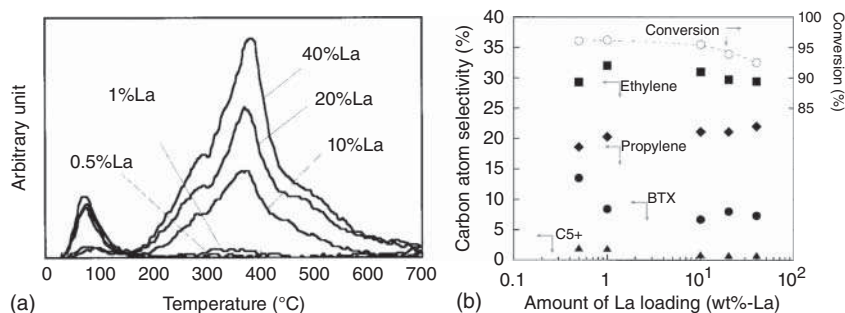 Arbitrary unit
40%La
1%La
20%La
10%La
0.5%La
0 100 200 300 400 500 600 700
Temperature (°C)
(a)
Carbon atom selectivity (%)
40
35
30
25
20
15
10
5
0
Conversion
Ethylene
Propylene
BTX
C5+
100
95
90
85
Conversion (%)
0.1 1 10 10²
Amount of La loading (wt%-La)
(b)